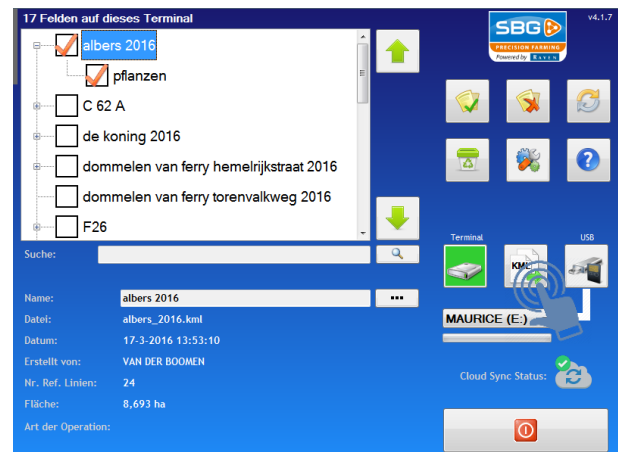 17 Felden auf dieses Terminal
v4.1.7
SBG
PRECISION FARMING
Powered by RAVEN
albers 2016
pflanzen
C 62 A
de koning 2016
dommelen van ferry hemelrijkstraat 2016
dommelen van ferry torenvalkweg 2016
F26
Suche:
Terminal
USB
KML
Name: albers 2016
MAURICE (E:)
Datei: albers_2016.kml
Datum: 17-3-2016 13:53:10
Erstellt von: VAN DER BOOMEN
Nr. Ref. Linien: 24
Cloud Sync Status:
Fläche: 8,693 ha
Art der Operation: